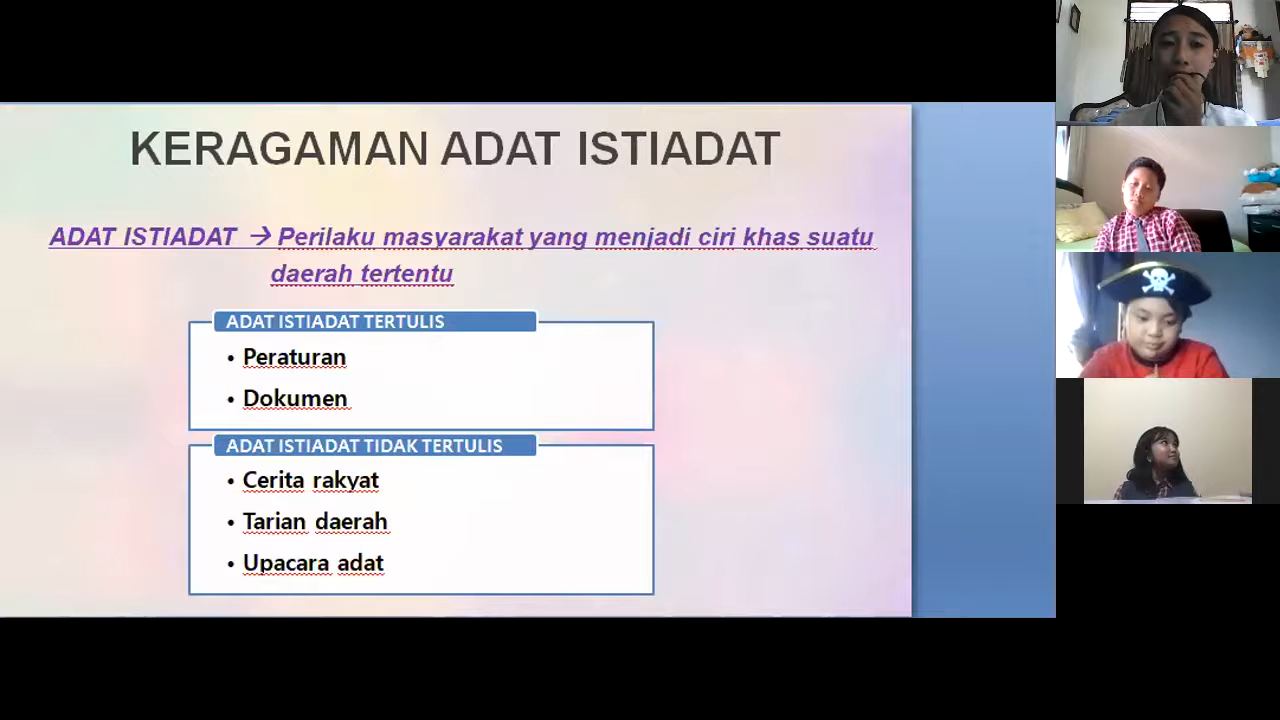 KERAGAMAN ADAT ISTIADAT
ADAT ISTIADAT → Perilaku masyarakat yang menjadi ciri khas suatu
daerah tertentu
ADAT ISTIADAT TERTULIS
• Peraturan
• Dokumen
ADAT ISTIADAT TIDAK TERTULIS
• Cerita rakyat
• Tarian daerah
• Upacara adat